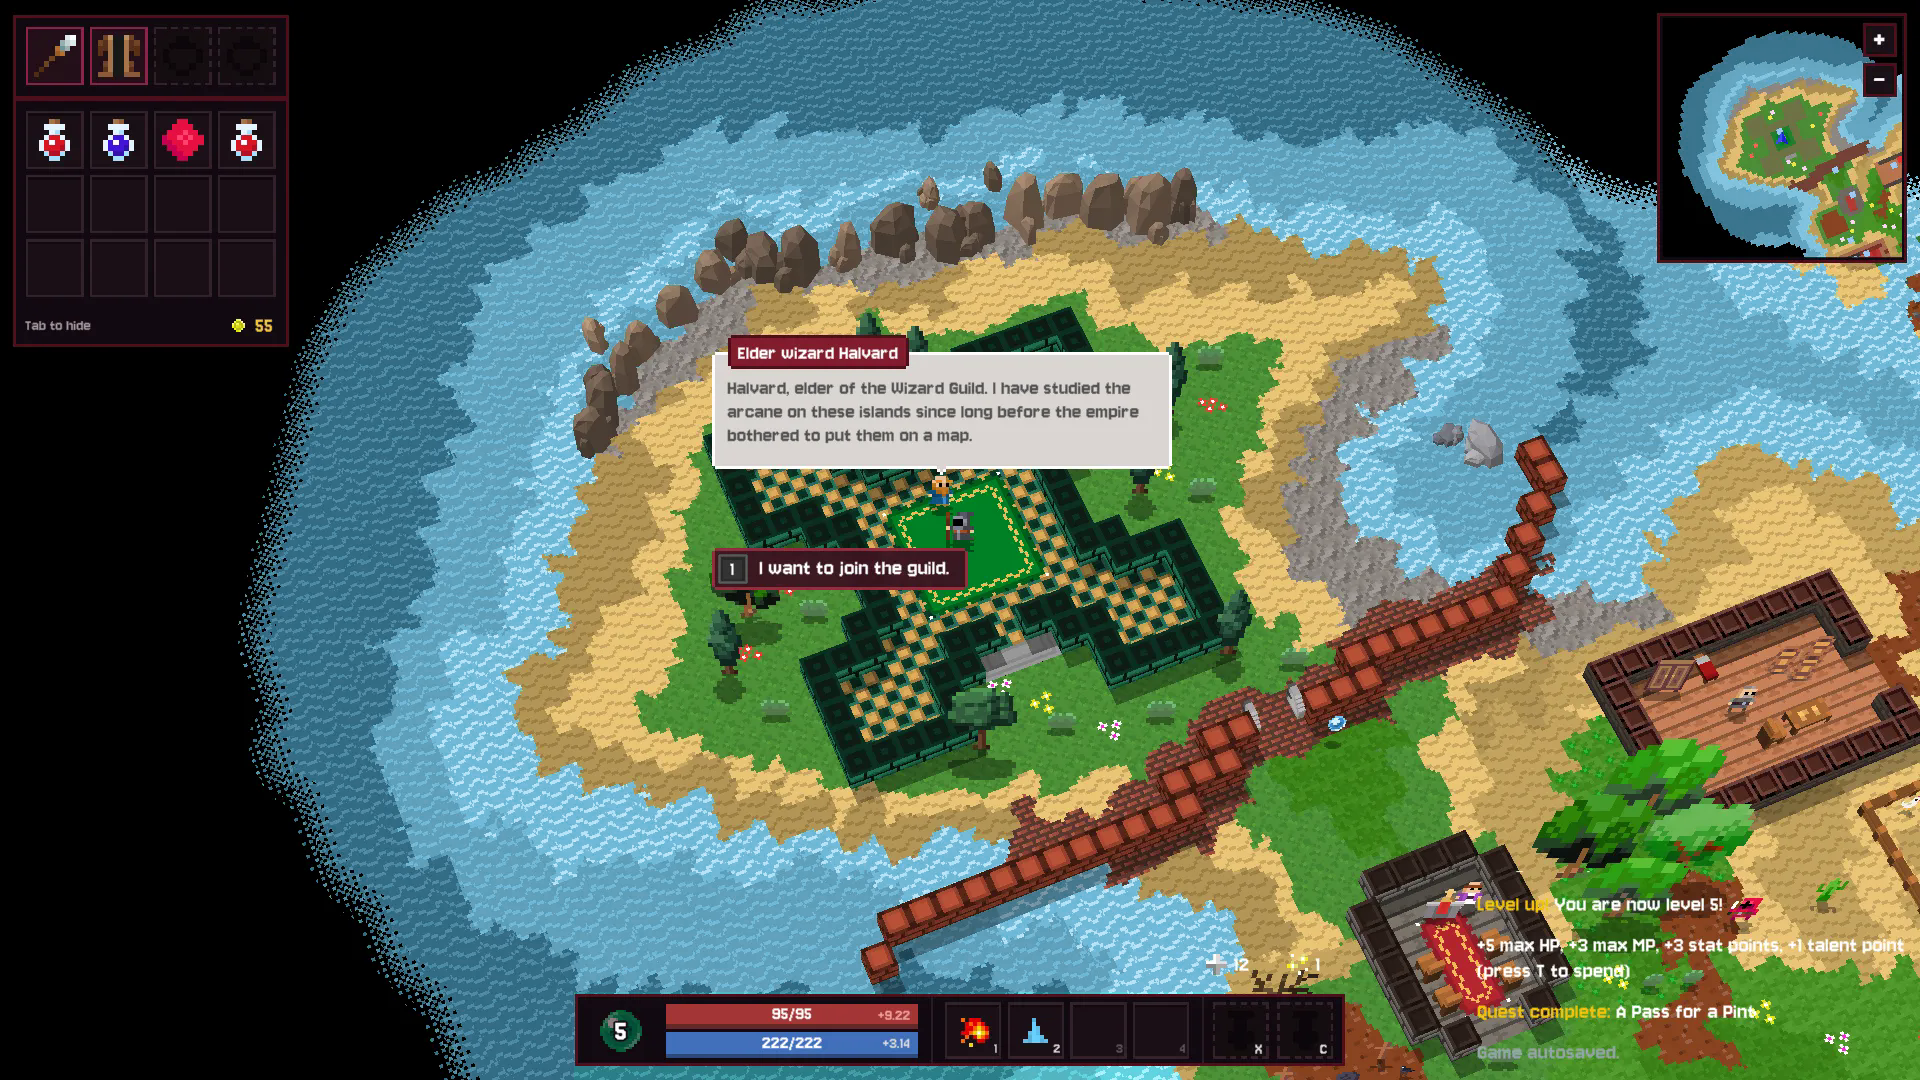 Tab to hide
55
+
-
Elder wizard Halvard
Halvard, elder of the Wizard Guild. I have studied the
arcane on these islands since long before the empire
bothered to put them on a map.
1 I want to join the guild.
Level up! You are now level 5!
+5 max HP, +3 max MP, +3 stat points, +1 talent point
(press T to spend)
Quest complete: A Pass for a Pint
Game autosaved.
12 1
5
95/95 +9.22
222/222 +3.14
1 2 3 4 X C